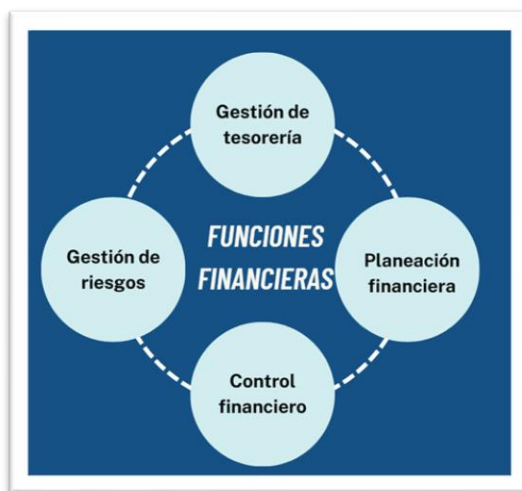 Gestión de
tesorería
FUNCIONES
FINANCIERAS
Gestión de
riesgos
Planeación
financiera
Control
financiero